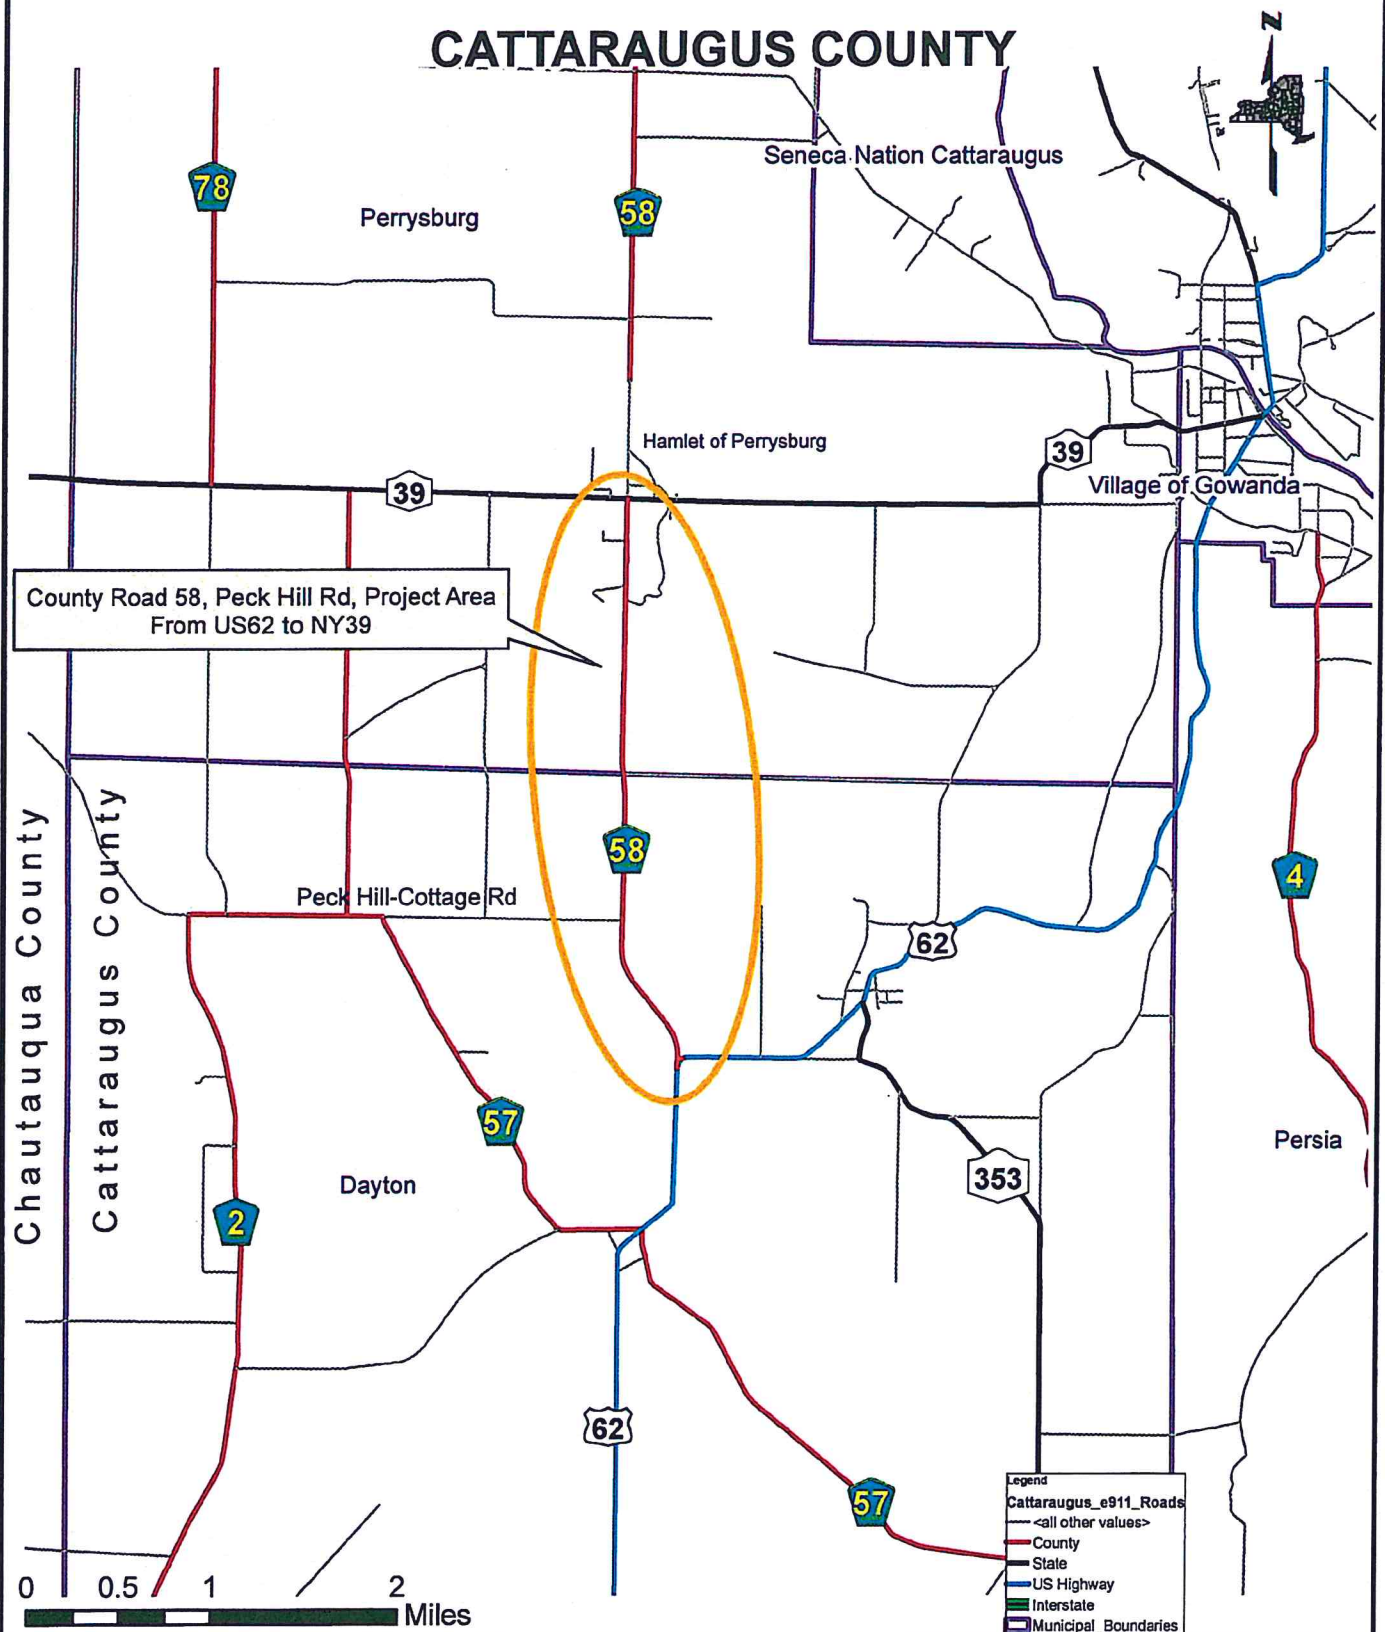 CATTARAUGUS COUNTY
N
Seneca Nation Cattaraugus
78
58
Perrysburg
Hamlet of Perrysburg
39
39
Village of Gowanda
County Road 58, Peck Hill Rd, Project Area
From US62 to NY39
Chautauqua County
Cattaraugus County
58
4
Peck Hill-Cottage Rd
62
57
353
Persia
Dayton
2
62
57
Legend
Cattaraugus_e911_Roads
<all other values>
County
State
US Highway
Interstate
Municipal_Boundaries
0 0.5 1 2
Miles